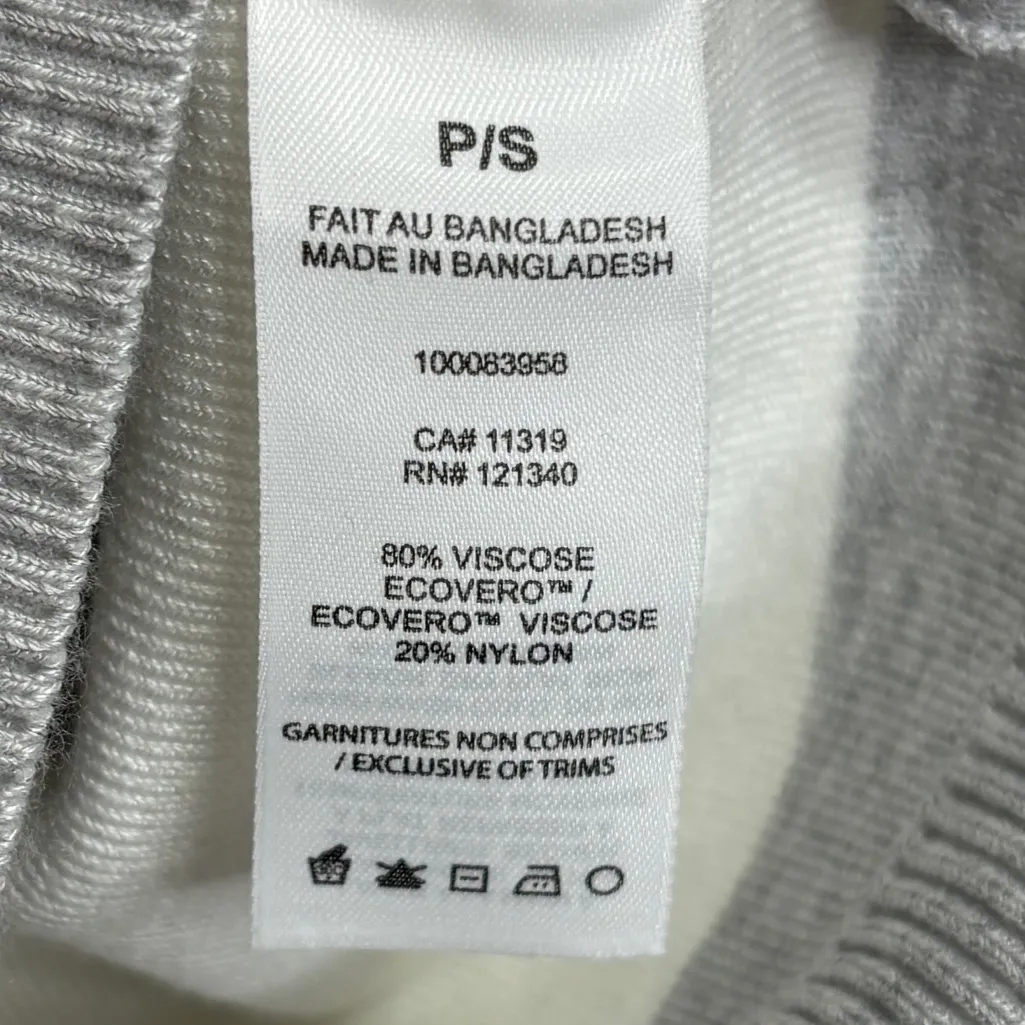 P/S
FAIT AU BANGLADESH
MADE IN BANGLADESH
100083958
CA# 11319
RN# 121340
80% VISCOSE
ECOVERO™ /
ECOVERO™ VISCOSE
20% NYLON
GARNITURES NON COMPRISES
/ EXCLUSIVE OF TRIMS